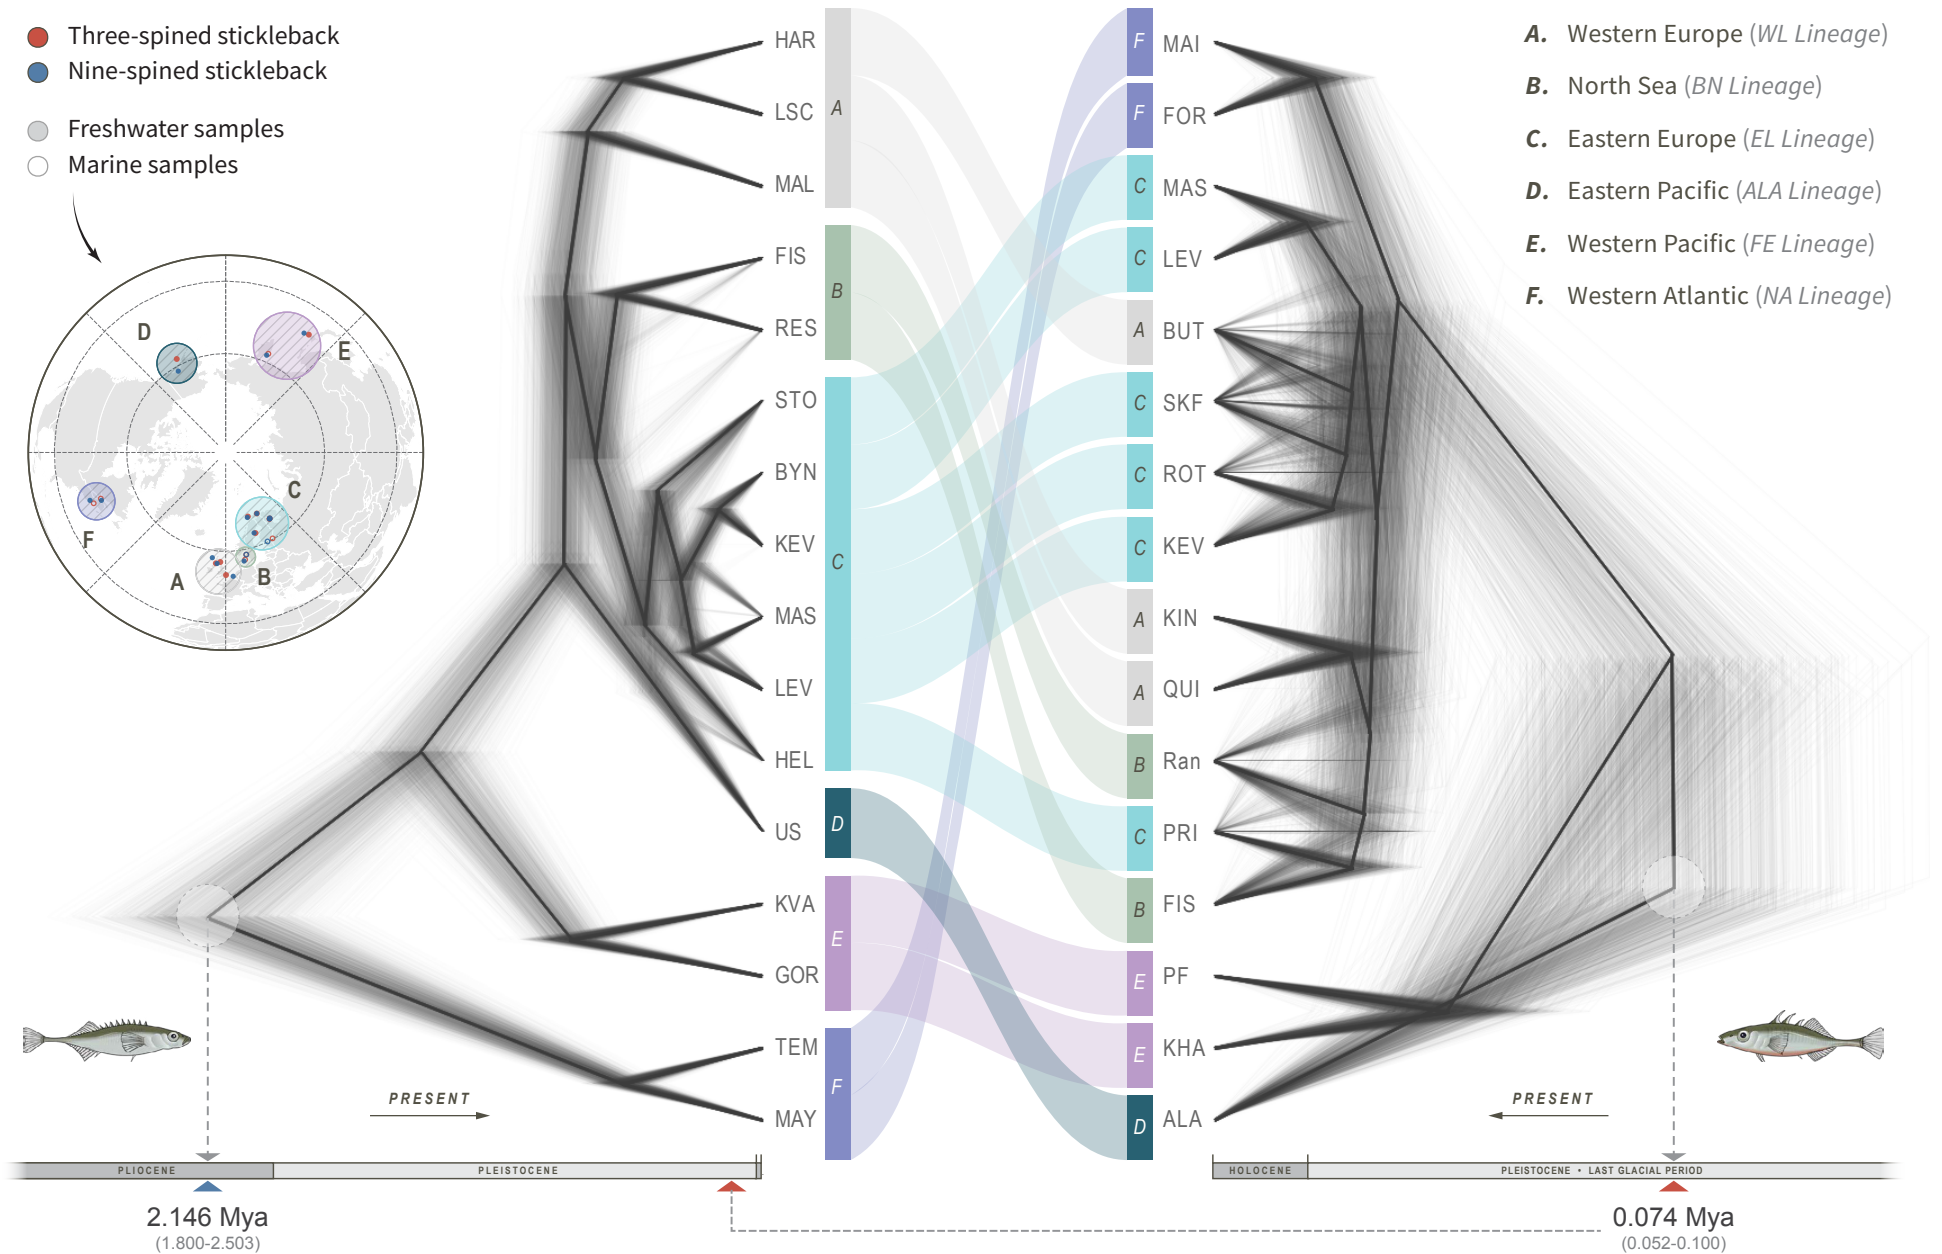 Three-spined stickleback
Nine-spined stickleback
Freshwater samples
Marine samples
D
E
C
F
A
B
HAR
LSC
MAL
FIS
RES
STO
BYN
KEV
MAS
LEV
HEL
US
KVA
GOR
TEM
MAY
A
B
C
D
E
F
F
F
C
C
A
C
C
C
A
A
B
C
B
E
E
D
MAI
FOR
MAS
LEV
BUT
SKF
ROT
KEV
KIN
QUI
Ran
PRI
FIS
PF
KHA
ALA
A. Western Europe (WL Lineage)
B. North Sea (BN Lineage)
C. Eastern Europe (EL Lineage)
D. Eastern Pacific (ALA Lineage)
E. Western Pacific (FE Lineage)
F. Western Atlantic (NA Lineage)
PRESENT
PRESENT
PLIOCENE
PLEISTOCENE
HOLOCENE
PLEISTOCENE • LAST GLACIAL PERIOD
2.146 Mya
(1.800-2.503)
0.074 Mya
(0.052-0.100)